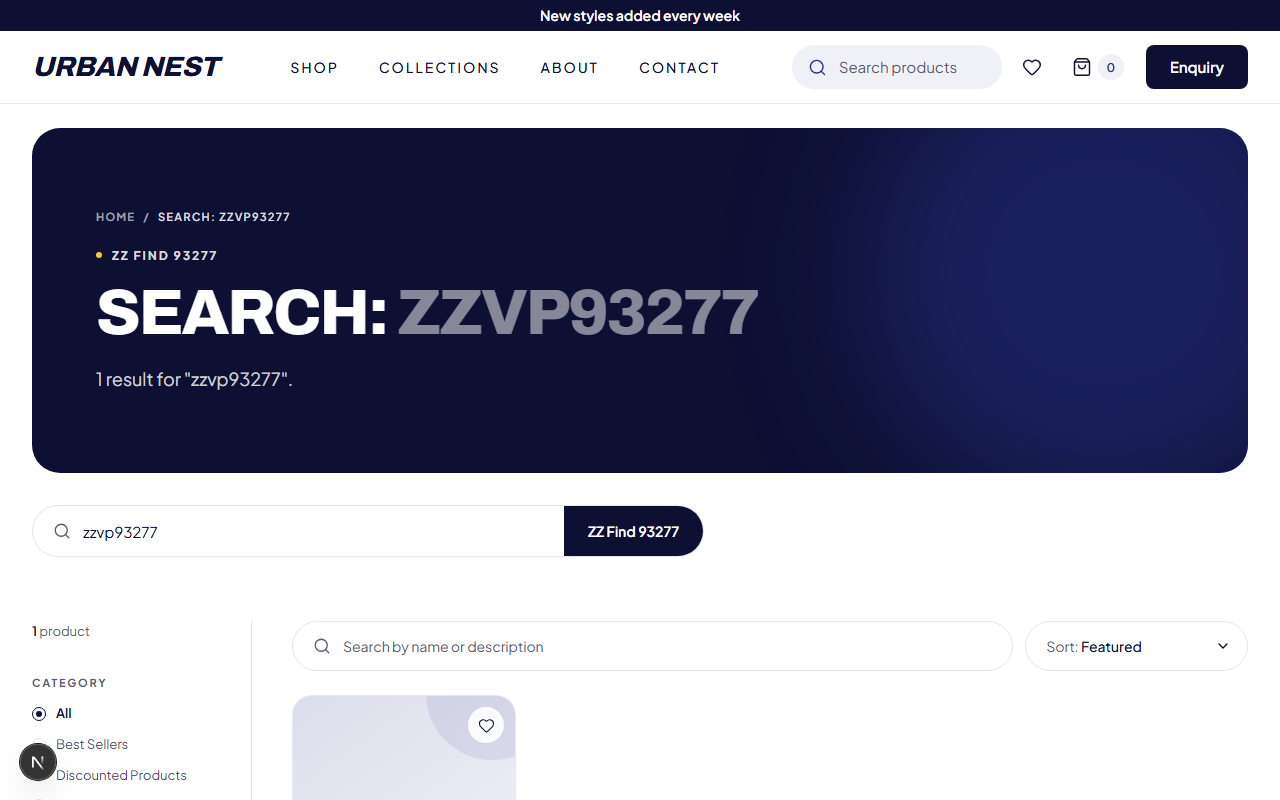 New styles added every week
URBAN NEST
SHOP COLLECTIONS ABOUT CONTACT
Search products
0
Enquiry
HOME / SEARCH: ZZVP93277
ZZ FIND 93277
SEARCH: ZZVP93277
1 result for "zzvp93277".
zzvp93277
ZZ Find 93277
1 product
Search by name or description
Sort: Featured
CATEGORY
All
Best Sellers
Discounted Products
N